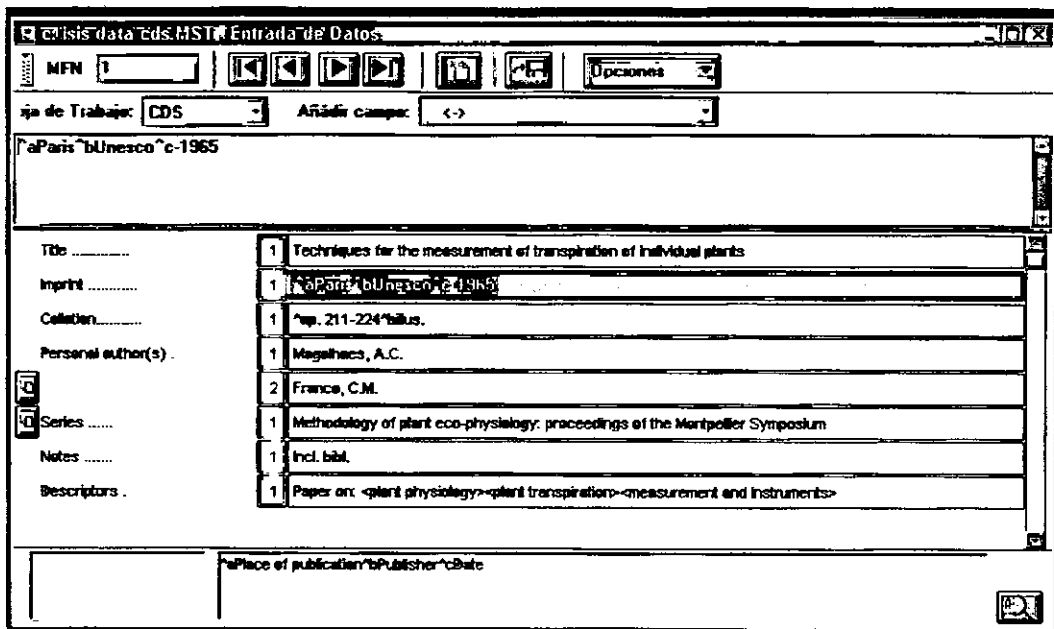 c:\isis\data\cds.MST Entrada de Datos
MFN 1 Opciones
ja de Trabajo: CDS Añadir campo: <->
^aParis^bUnesco^c-1965
Title .............. 1 Techniques for the measurement of transpiration of individual plants
Imprint ............ 1 ^aParis^bUnesco^c-1965
Collation........... 1 ^ap. 211-224^billus.
Personal author(s) . 1 Magalhaes, A.C.
2 Franco, C.M.
Series ...... 1 Methodology of plant eco-physiology: proceedings of the Montpellier Symposium
Notes ....... 1 Incl. bibl.
Descriptors . 1 Paper on: <plant physiology><plant transpiration><measurement and instruments>
^aPlace of publication^bPublisher^cDate